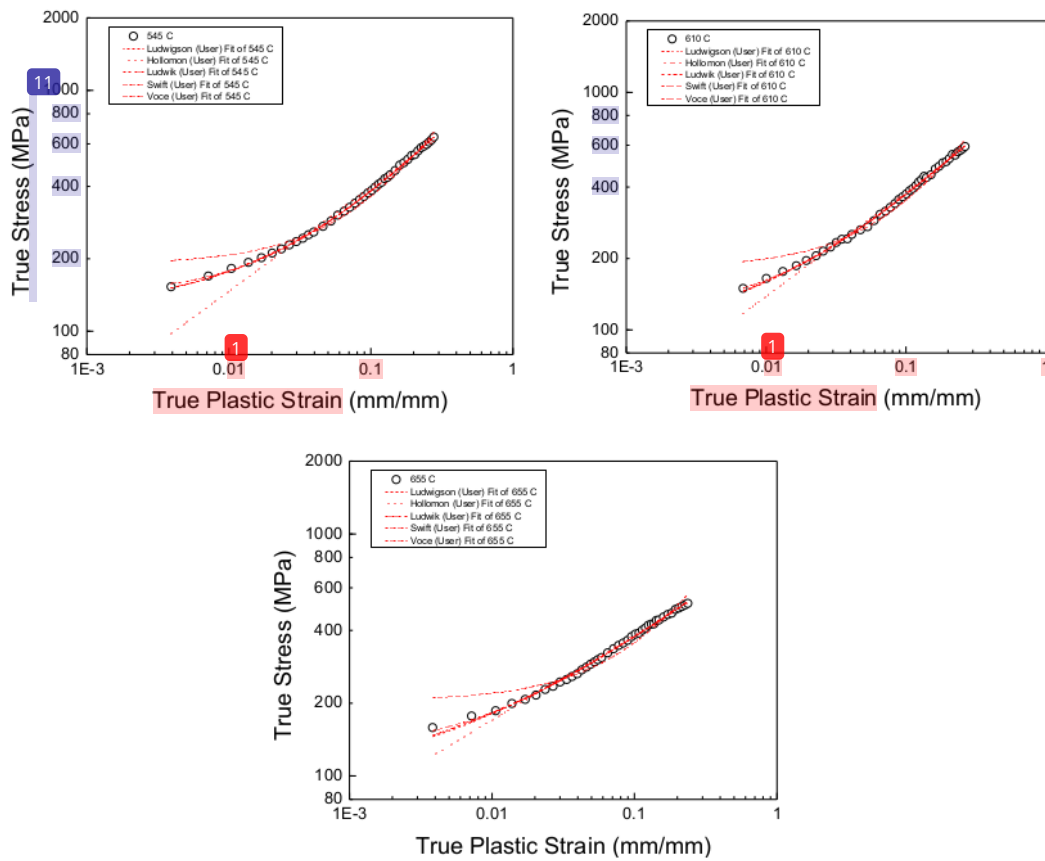 2000
545 C
Ludwigson (User) Fit of 545 C
Hollomon (User) Fit of 545 C
Ludwik (User) Fit of 545 C
Swift (User) Fit of 545 C
Voce (User) Fit of 545 C
11
1000
800
600
400
200
100
80
True Stress (MPa)
1E-3
0.01
0.1
1
1
True Plastic Strain (mm/mm)
2000
610 C
Ludwigson (User) Fit of 610 C
Hollomon (User) Fit of 610 C
Ludwik (User) Fit of 610 C
Swift (User) Fit of 610 C
Voce (User) Fit of 610 C
1000
800
600
400
200
100
80
True Stress (MPa)
1E-3
0.01
0.1
1
1
True Plastic Strain (mm/mm)
2000
655 C
Ludwigson (User) Fit of 655 C
Hollomon (User) Fit of 655 C
Ludwik (User) Fit of 655 C
Swift (User) Fit of 655 C
Voce (User) Fit of 655 C
1000
800
600
400
200
100
80
True Stress (MPa)
1E-3
0.01
0.1
1
True Plastic Strain (mm/mm)